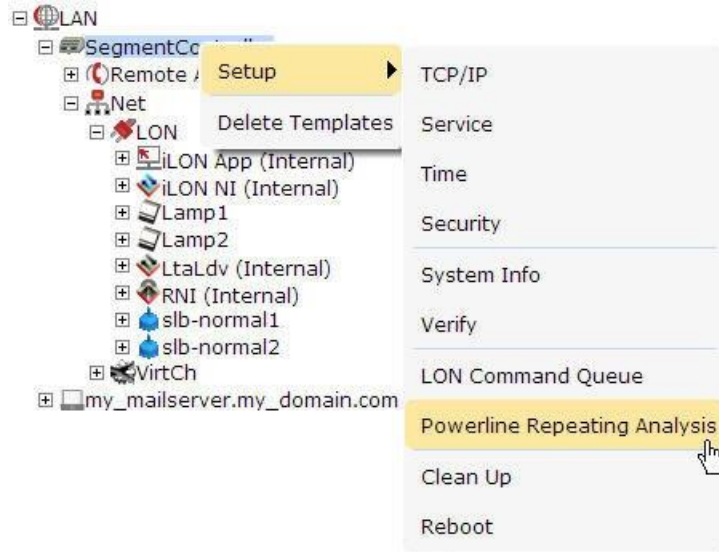 LAN
SegmentCo
Remote
Net
LON
iLON App (Internal)
iLON NI (Internal)
Lamp1
Lamp2
LtaLdv (Internal)
RNI (Internal)
slb-normal1
slb-normal2
VirtCh
my_mailserver.my_domain.com
Setup
Delete Templates
TCP/IP
Service
Time
Security
System Info
Verify
LON Command Queue
Powerline Repeating Analysis
Clean Up
Reboot